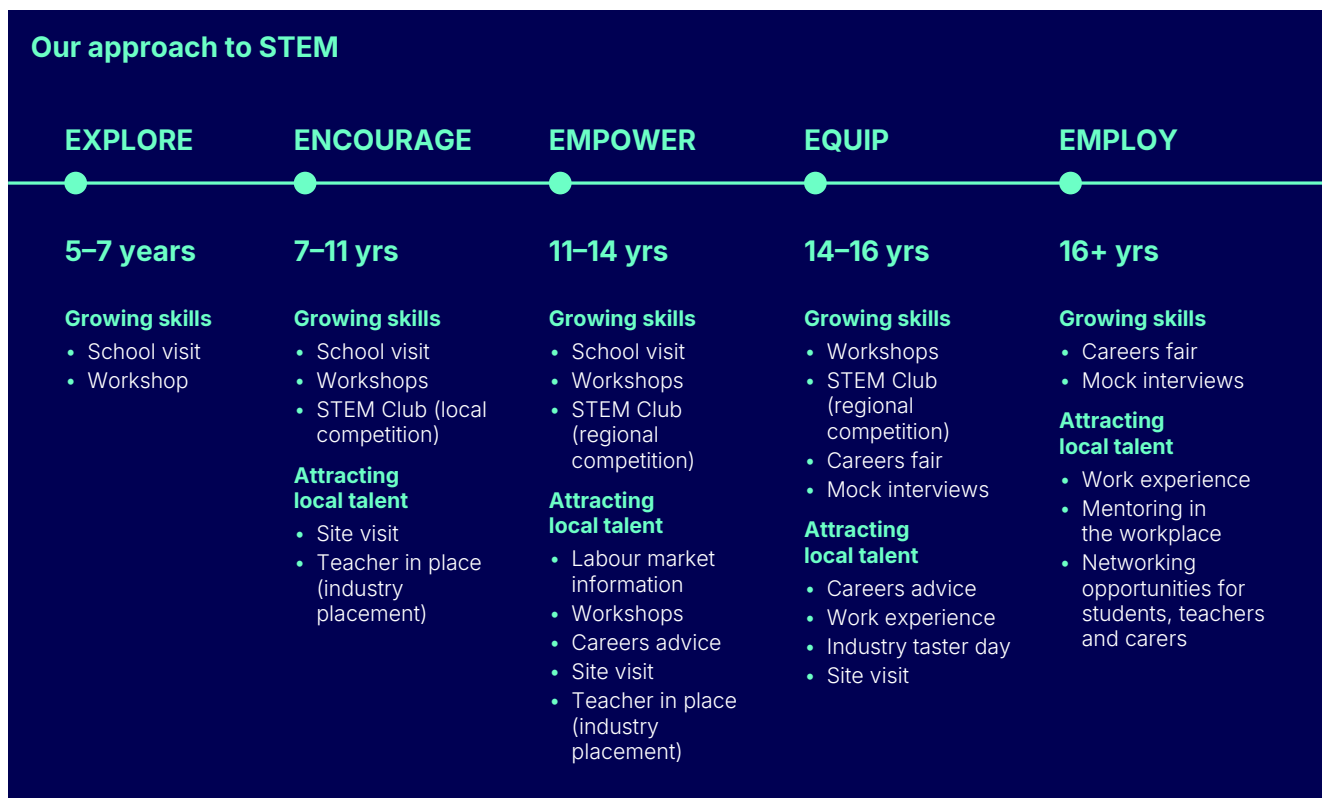 Our approach to STEM
EXPLORE
5–7 years
Growing skills
• School visit
• Workshop
ENCOURAGE
7–11 yrs
Growing skills
• School visit
• Workshops
• STEM Club (local
competition)
Attracting
local talent
• Site visit
• Teacher in place
(industry
placement)
EMPOWER
11–14 yrs
Growing skills
• School visit
• Workshops
• STEM Club
(regional
competition)
Attracting
local talent
• Labour market
information
• Workshops
• Careers advice
• Site visit
• Teacher in place
(industry
placement)
EQUIP
14–16 yrs
Growing skills
• Workshops
• STEM Club
(regional
competition)
• Careers fair
• Mock interviews
Attracting
local talent
• Careers advice
• Work experience
• Industry taster day
• Site visit
EMPLOY
16+ yrs
Growing skills
• Careers fair
• Mock interviews
Attracting
local talent
• Work experience
• Mentoring in
the workplace
• Networking
opportunities for
students, teachers
and carers